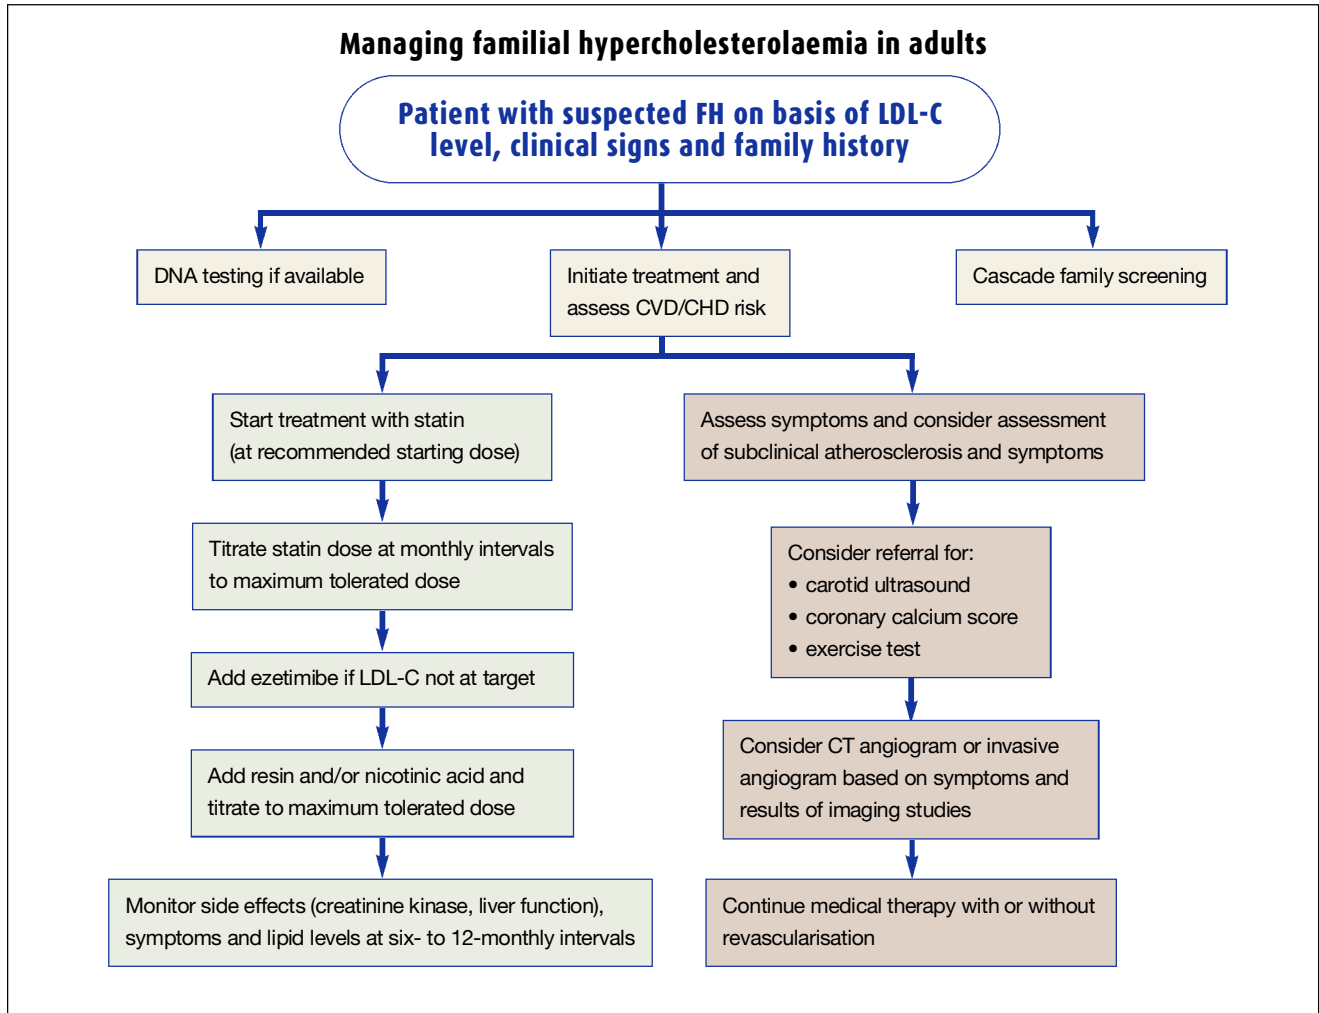 Managing familial hypercholesterolaemia in adults
Patient with suspected FH on basis of LDL-C
level, clinical signs and family history
DNA testing if available
Initiate treatment and
assess CVD/CHD risk
Cascade family screening
Start treatment with statin
(at recommended starting dose)
Titrate statin dose at monthly intervals
to maximum tolerated dose
Add ezetimibe if LDL-C not at target
Add resin and/or nicotinic acid and
titrate to maximum tolerated dose
Monitor side effects (creatinine kinase, liver function),
symptoms and lipid levels at six- to 12-monthly intervals
Assess symptoms and consider assessment
of subclinical atherosclerosis and symptoms
Consider referral for:
• carotid ultrasound
• coronary calcium score
• exercise test
Consider CT angiogram or invasive
angiogram based on symptoms and
results of imaging studies
Continue medical therapy with or without
revascularisation